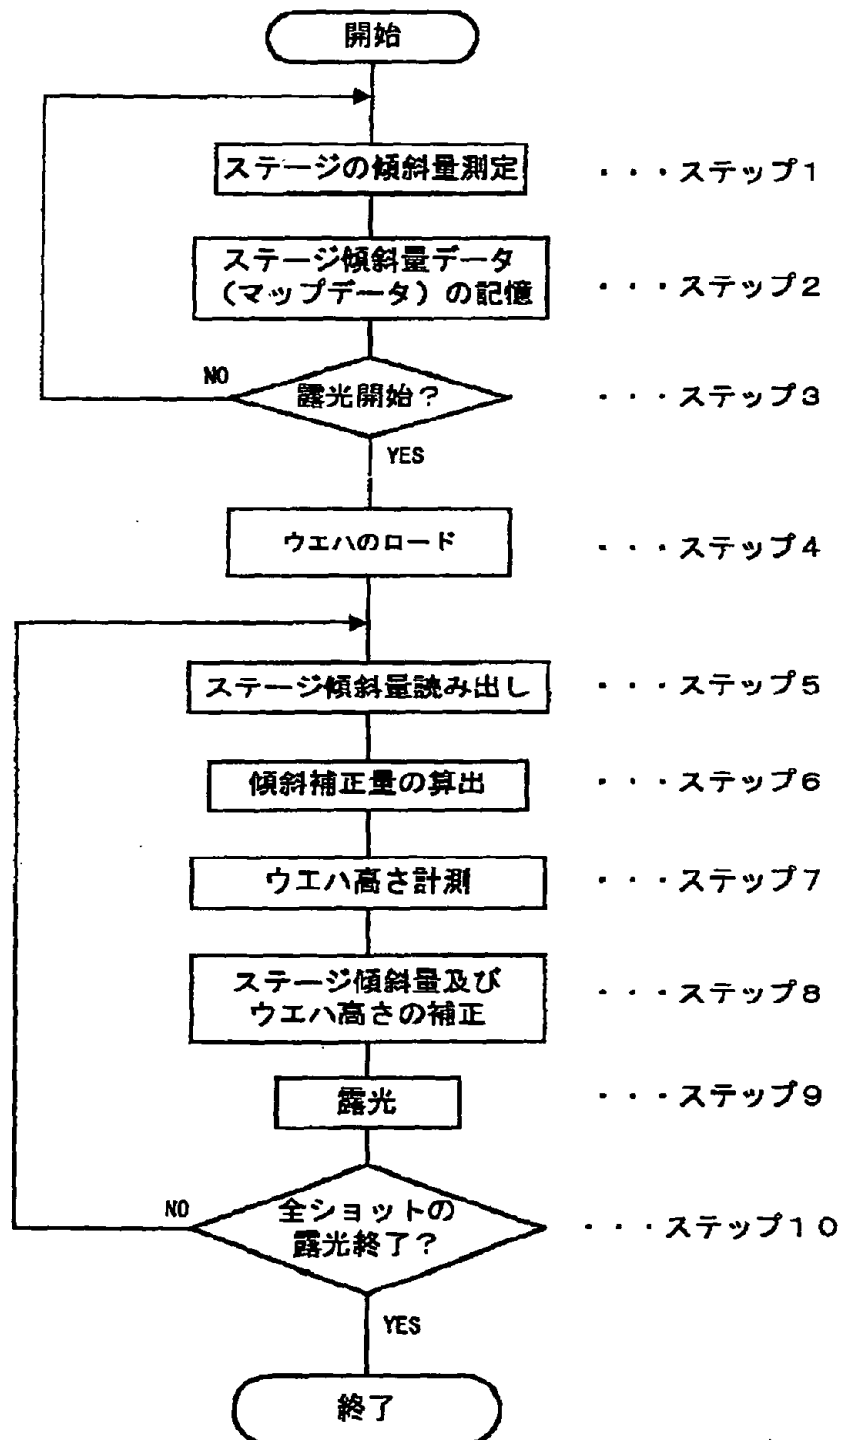 開始
ステージの傾斜量測定 ・・・ステップ1
ステージ傾斜量データ
(マップデータ)の記憶 ・・・ステップ2
NO
露光開始? ・・・ステップ3
YES
ウエハのロード ・・・ステップ4
ステージ傾斜量読み出し ・・・ステップ5
傾斜補正量の算出 ・・・ステップ6
ウエハ高さ計測 ・・・ステップ7
ステージ傾斜量及び
ウエハ高さの補正 ・・・ステップ8
露光 ・・・ステップ9
NO
全ショットの
露光終了? ・・・ステップ10
YES
終了